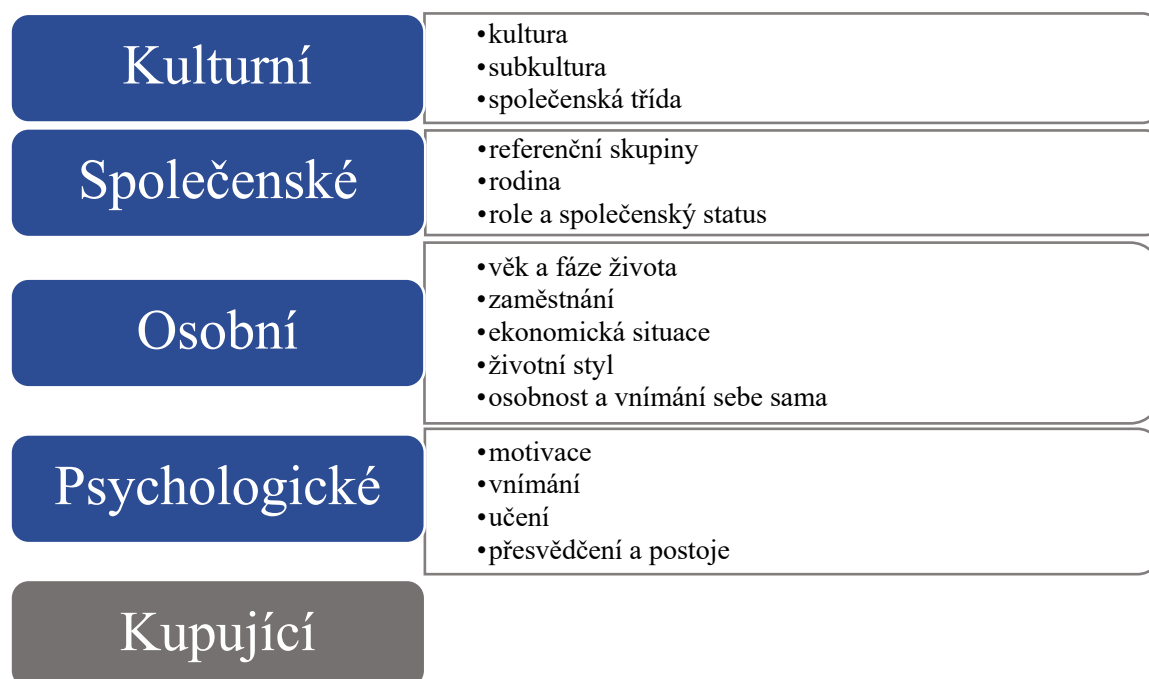 Kulturní
•kultura
•subkultura
•společenská třída
Společenské
•referenční skupiny
•rodina
•role a společenský status
Osobní
•věk a fáze života
•zaměstnání
•ekonomická situace
•životní styl
•osobnost a vnímání sebe sama
Psychologické
•motivace
•vnímání
•učení
•přesvědčení a postoje
Kupující